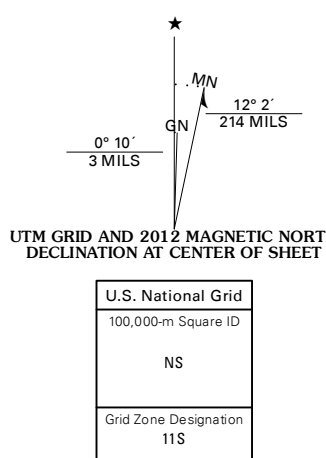 MN
GN
12° 2´
214 MILS
0° 10´
3 MILS
UTM GRID AND 2012 MAGNETIC NORT
DECLINATION AT CENTER OF SHEET
U.S. National Grid
100,000-m Square ID
NS
Grid Zone Designation
11S